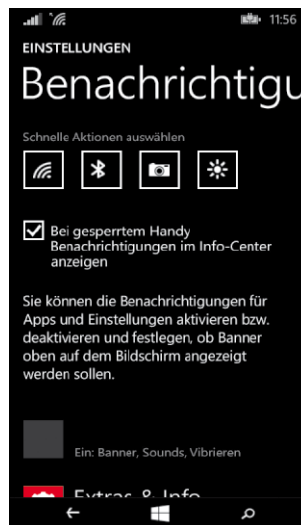 11:56
EINSTELLUNGEN
Benachrichtigu
Schnelle Aktionen auswählen
Bei gesperrtem Handy
Benachrichtigungen im Info-Center
anzeigen
Sie können die Benachrichtigungen für
Apps und Einstellungen aktivieren bzw.
deaktivieren und festlegen, ob Banner
oben auf dem Bildschirm angezeigt
werden sollen.
Ein: Banner, Sounds, Vibrieren
Extras & Info